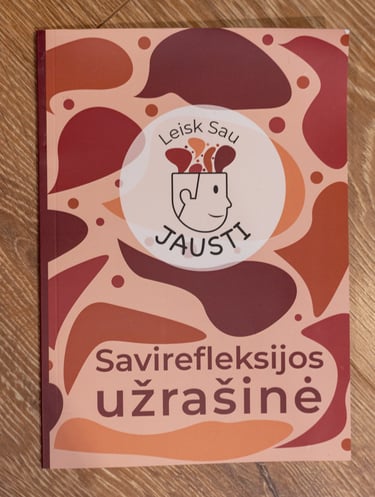 Leisk Sau
JAUSTI
Savirefleksijos
užrašinė